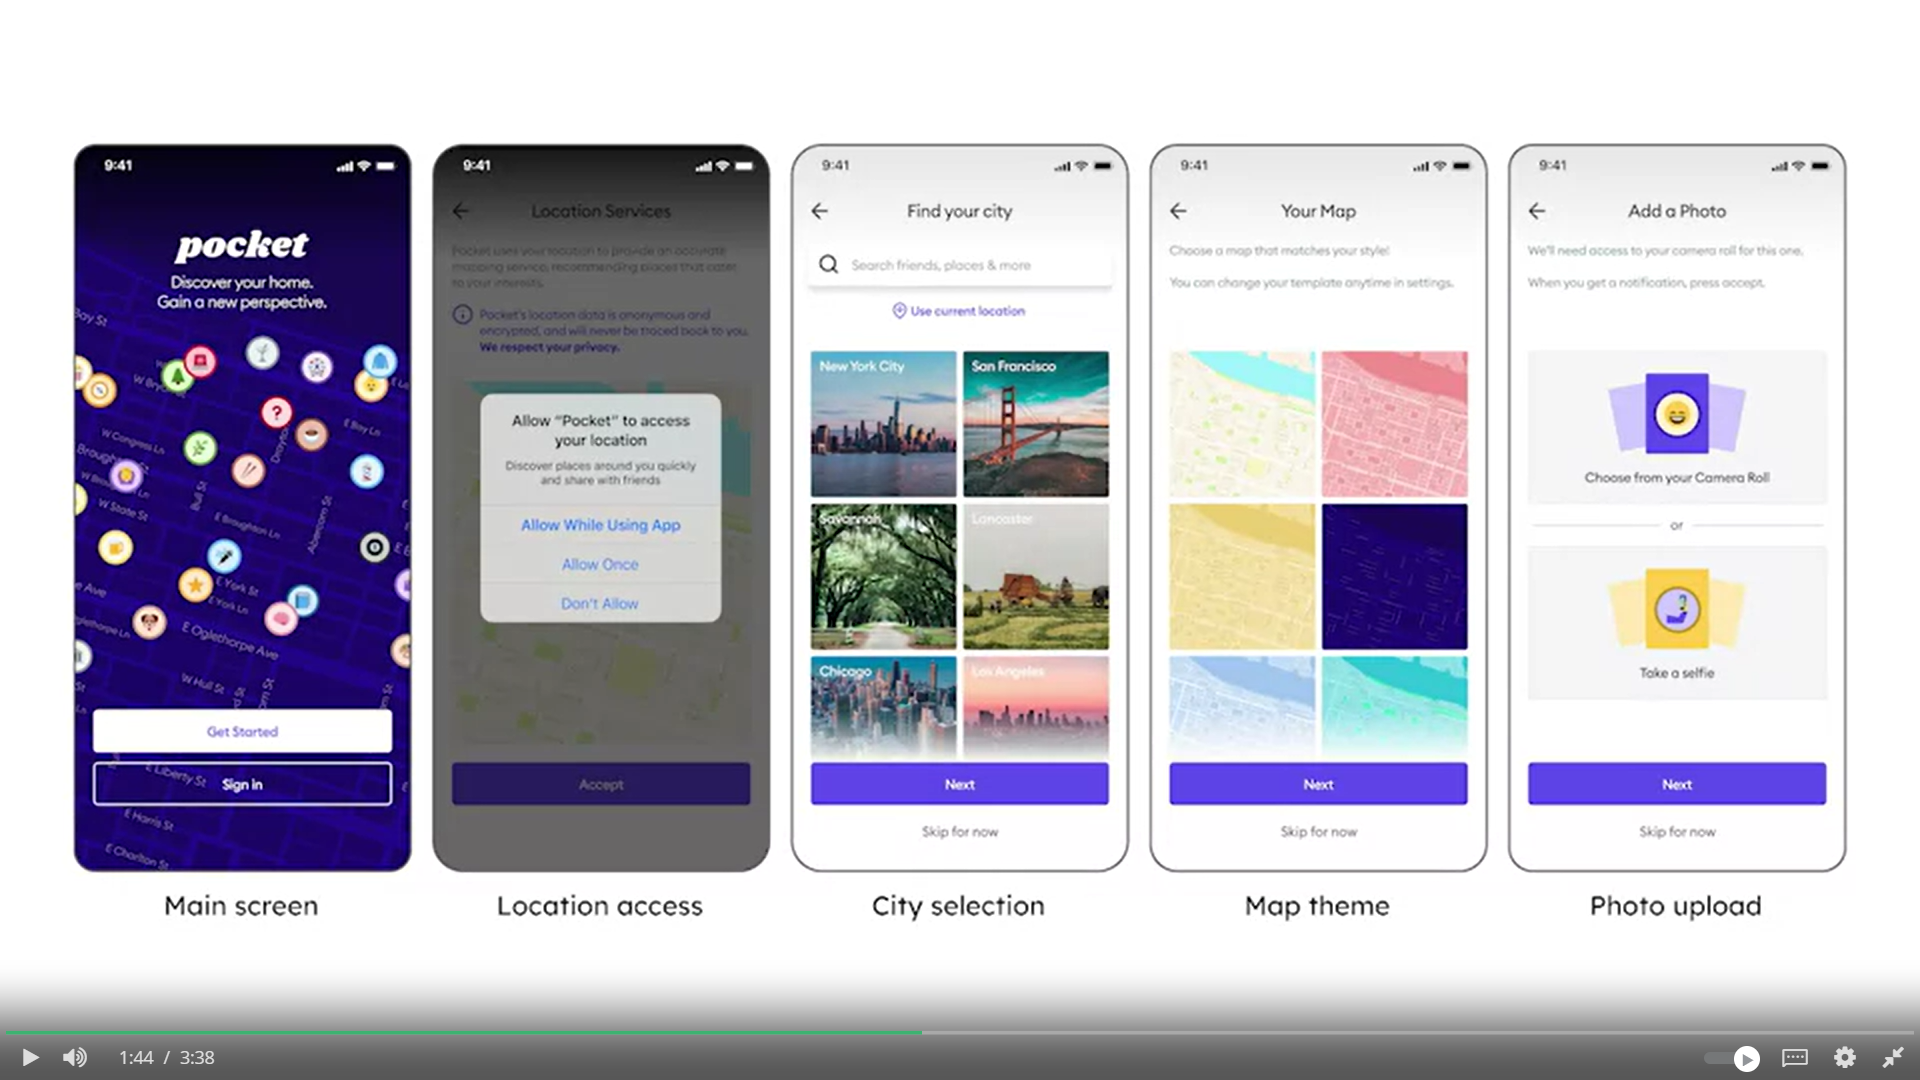 9:41
pocket
Discover your home.
Gain a new perspective.
Bay St
W Bry
W Congress Ln
E Bay Ln
Drayton
W State St
Bull St
E Broughton Ln
Abercorn St
E York St
E York Ln
E Oglethorpe Ave
W Hull St
Get Started
E Liberty St
Sign in
E Harris St
E Charlton St
Main screen
9:41
Location Services
Pocket uses your location to provide an accurate
mapping service, recommending places that cater
to your interests.
Pocket's location data is anonymous and
encrypted, and will never be traced back to you.
We respect your privacy.
Allow “Pocket” to access
your location
Discover places around you quickly
and share with friends
Allow While Using App
Allow Once
Don't Allow
Accept
Location access
9:41
Find your city
Search friends, places & more
Use current location
New York City
San Francisco
Savannah
Lancaster
Chicago
Los Angeles
Next
Skip for now
City selection
9:41
Your Map
Choose a map that matches your style!
You can change your template anytime in settings.
Next
Skip for now
Map theme
9:41
Add a Photo
We'll need access to your camera roll for this one.
When you get a notification, press accept.
Choose from your Camera Roll
or
Take a selfie
Next
Skip for now
Photo upload
1:44 / 3:38